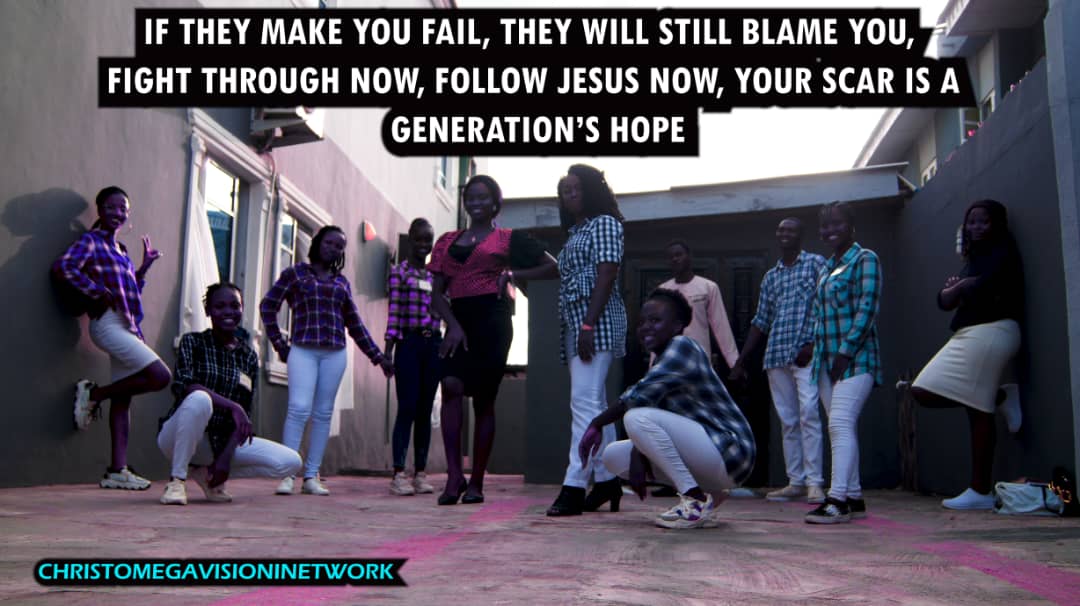 IF THEY MAKE YOU FAIL, THEY WILL STILL BLAME YOU,
FIGHT THROUGH NOW, FOLLOW JESUS NOW, YOUR SCAR IS A
GENERATION'S HOPE
CHRISTOMEGAVISIONINETWORK